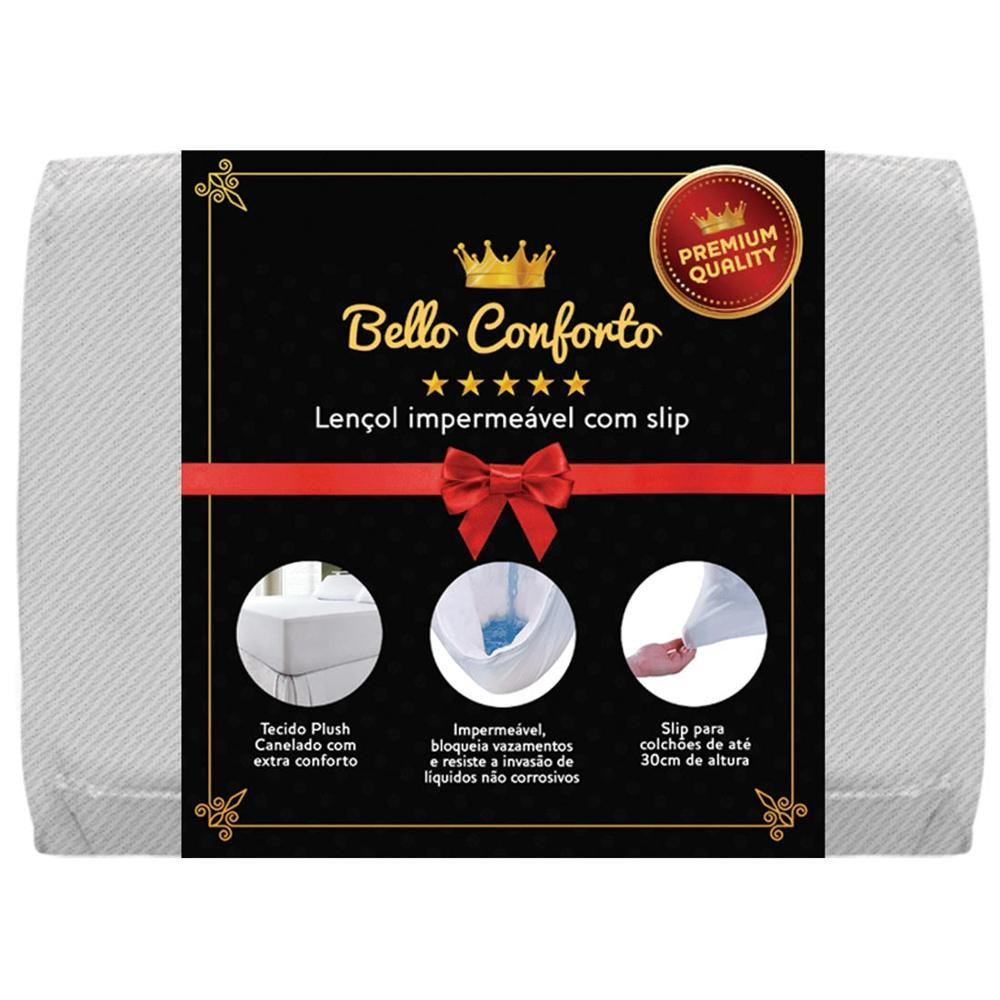 PREMIUM
QUALITY
Bello Conforto
Lençol impermeável com slip
Tecido Plush
Canelado com
extra conforto
Impermeável,
bloqueia vazamentos
e resiste a invasão de
líquidos não corrosivos
Slip para
colchões de até
30cm de altura